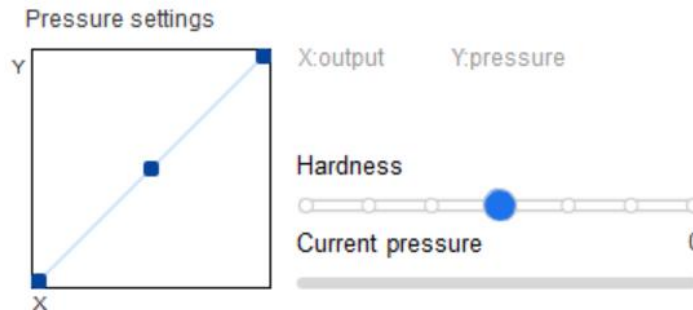 Pressure settings
Y
X:output Y:pressure
Hardness
Current pressure
X